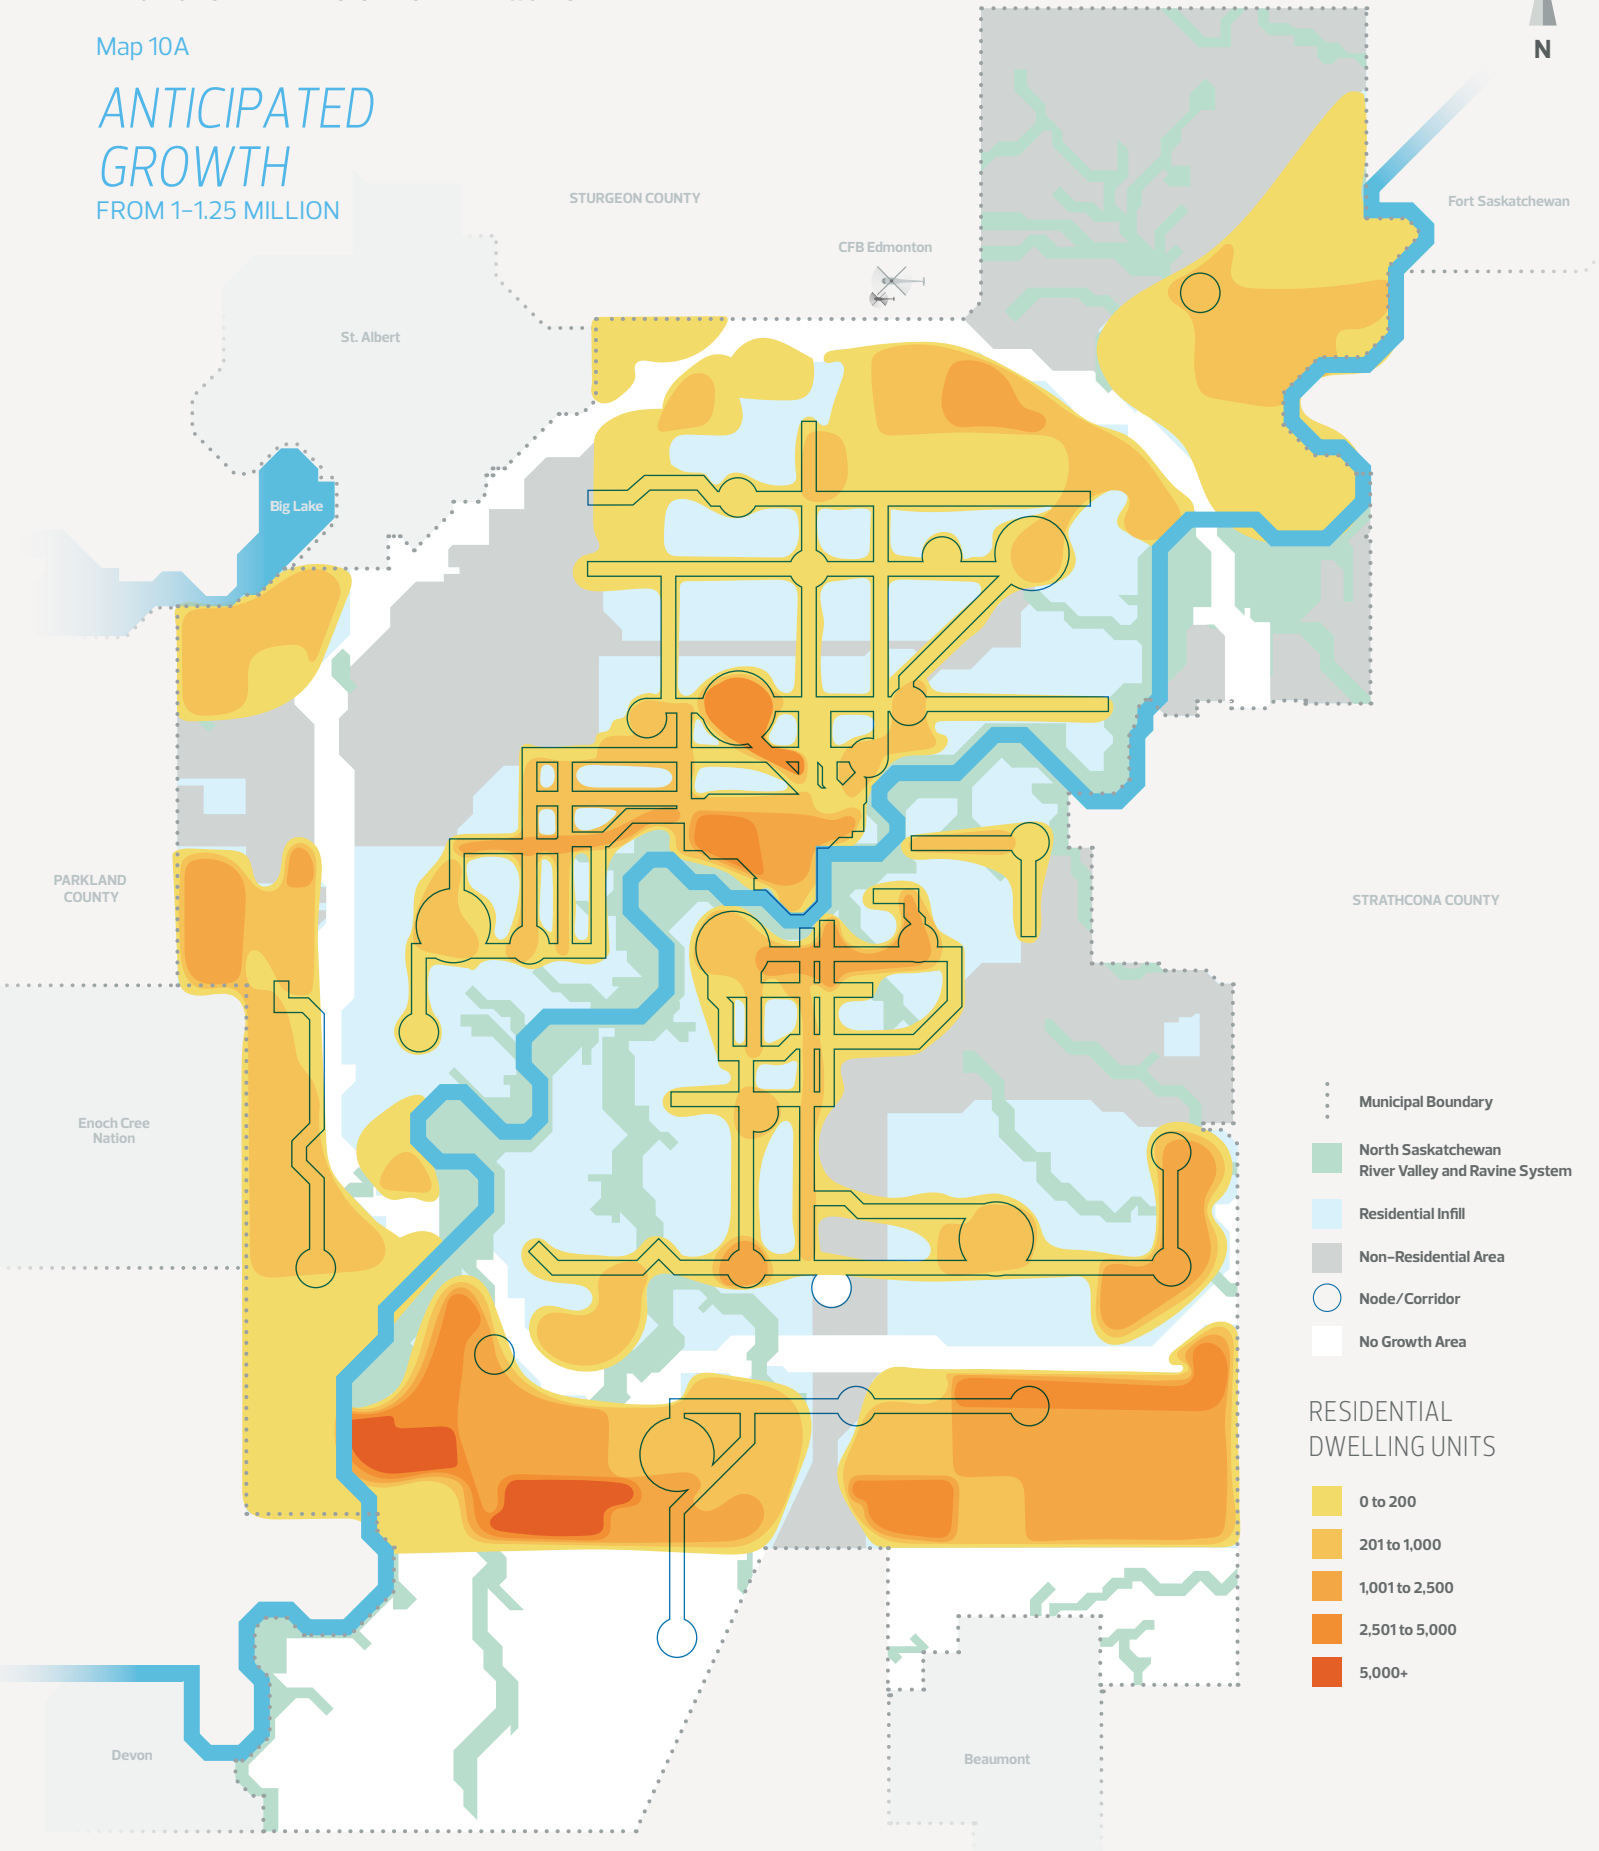 Map 10A
ANTICIPATED
GROWTH
FROM 1–1.25 MILLION
N
STURGEON COUNTY
Fort Saskatchewan
CFB Edmonton
St. Albert
Big Lake
PARKLAND
COUNTY
STRATHCONA COUNTY
Enoch Cree
Nation
Municipal Boundary
North Saskatchewan
River Valley and Ravine System
Residential Infill
Non-Residential Area
Node/Corridor
No Growth Area
RESIDENTIAL
DWELLING UNITS
0 to 200
201 to 1,000
1,001 to 2,500
2,501 to 5,000
5,000+
Devon
Beaumont